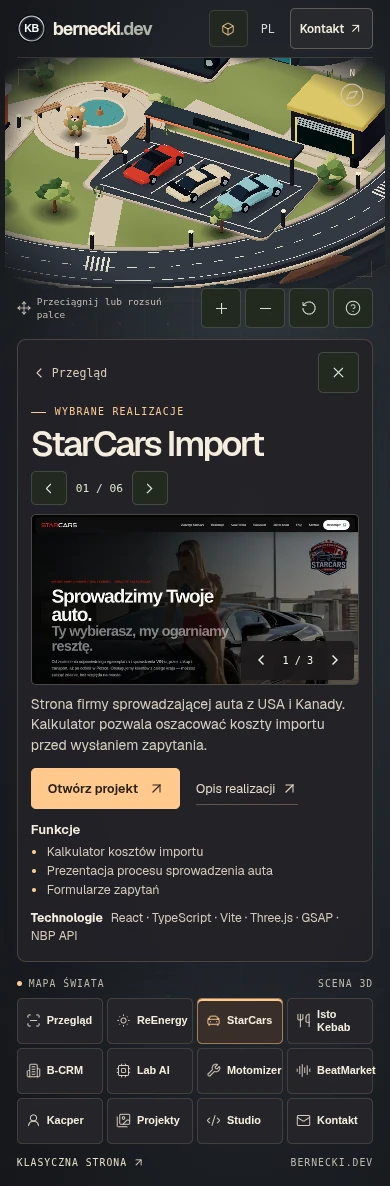 KB bernecki.dev PL Kontakt
N
Przeciągnij lub rozsuń
palce
Przegląd
WYBRANE REALIZACJE
StarCars Import
01 / 06
STARCARS
STARCARS
Sprowadzimy Twoje
auto.
Ty wybierasz, my ogarniamy
resztę.
1 / 3
Strona firmy sprowadzającej auta z USA i Kanady.
Kalkulator pozwala oszacować koszty importu
przed wysłaniem zapytania.
Otwórz projekt Opis realizacji
Funkcje
• Kalkulator kosztów importu
• Prezentacja procesu sprowadzenia auta
• Formularze zapytań
Technologie React · TypeScript · Vite · Three.js · GSAP ·
NBP API
MAPA ŚWIATA SCENA 3D
Przegląd ReEnergy StarCars Isto
Kebab
B-CRM Lab AI Motomizer BeatMarket
Kacper Projekty Studio Kontakt
KLASYCZNA STRONA BERNECKI.DEV